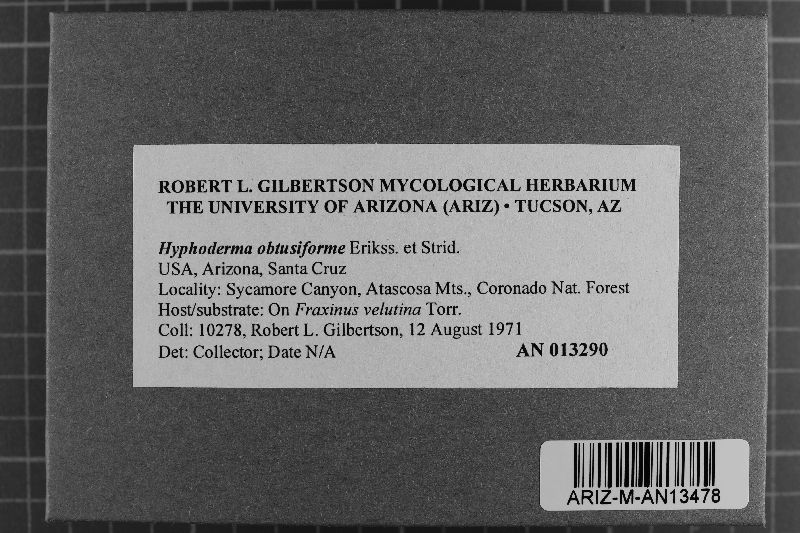 ROBERT L. GILBERTSON MYCOLOGICAL HERBARIUM
THE UNIVERSITY OF ARIZONA (ARIZ) • TUCSON, AZ
Hyphoderma obtusiforme Erikss. et Strid.
USA, Arizona, Santa Cruz
Locality: Sycamore Canyon, Atascosa Mts., Coronado Nat. Forest
Host/substrate: On Fraxinus velutina Torr.
Coll: 10278, Robert L. Gilbertson, 12 August 1971
Det: Collector; Date N/A AN 013290
ARIZ-M-AN13478